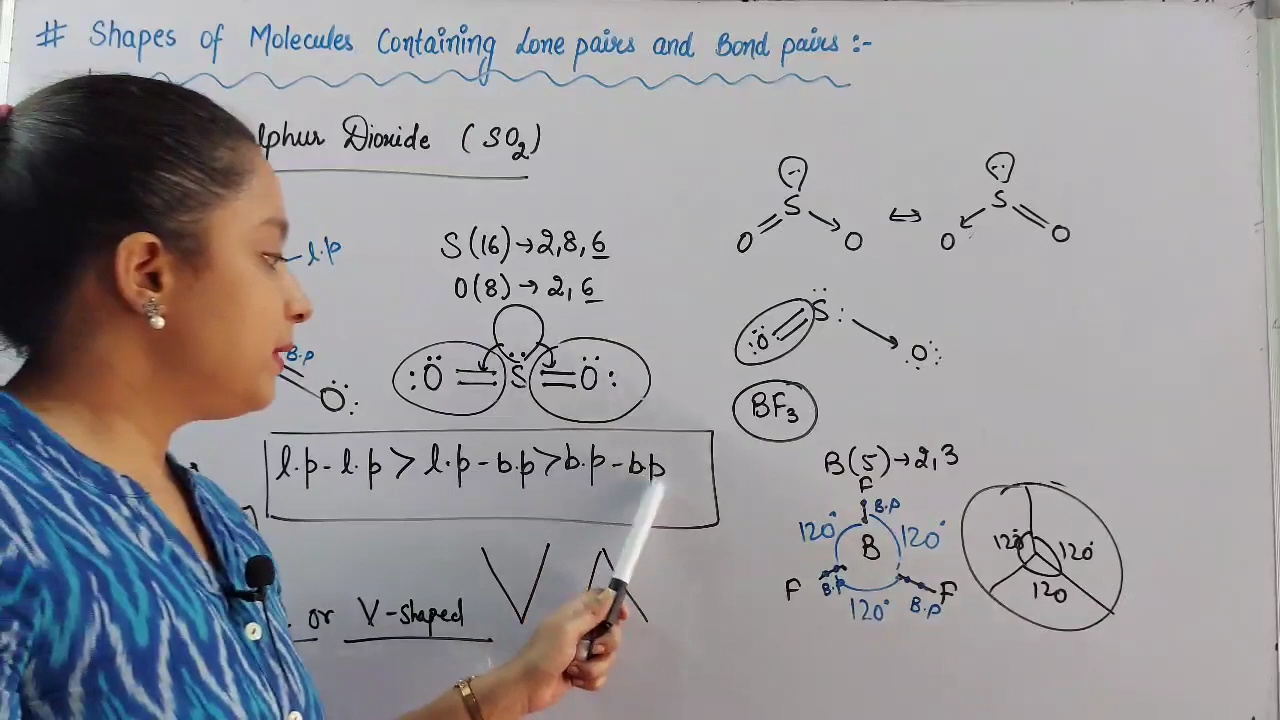 # Shapes of Molecules Containing Lone pairs and Bond pairs :-
lphur Dioxide (SO₂)
l.p
S(16)→2,8,6
O(8)→2,6
B.p
Ö:
:Ö=S̈=Ö:
l.p-l.p > l.p-b.p > b.p-b.p
or V-shaped
S
O O
↔
S
O O
:Ö=S̈: → O
BF₃
B(5)→2,3
F
B.P
120° 120°
B
F B.P B.P F
120°
120° 120°
120